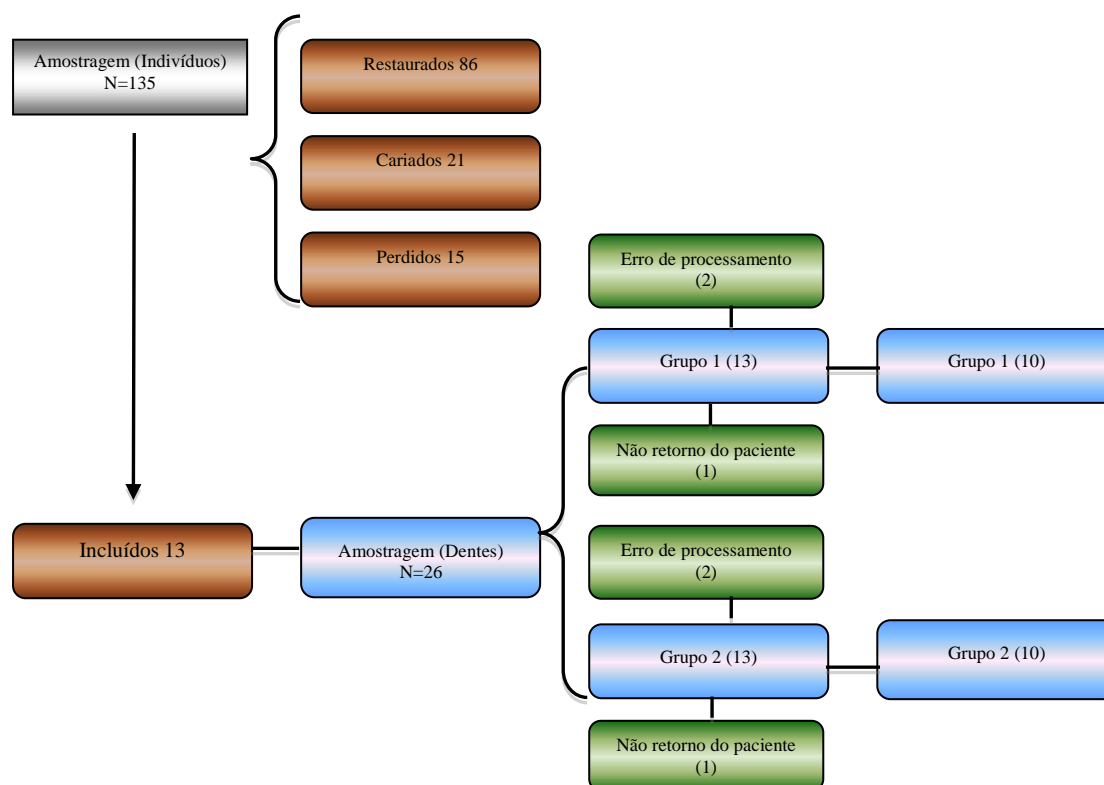 Amostragem (Indivíduos)
N=135
Restaurados 86
Cariados 21
Perdidos 15
Erro de processamento
(2)
Grupo 1 (13)
Grupo 1 (10)
Não retorno do paciente
(1)
Incluídos 13
Amostragem (Dentes)
N=26
Erro de processamento
(2)
Grupo 2 (13)
Grupo 2 (10)
Não retorno do paciente
(1)